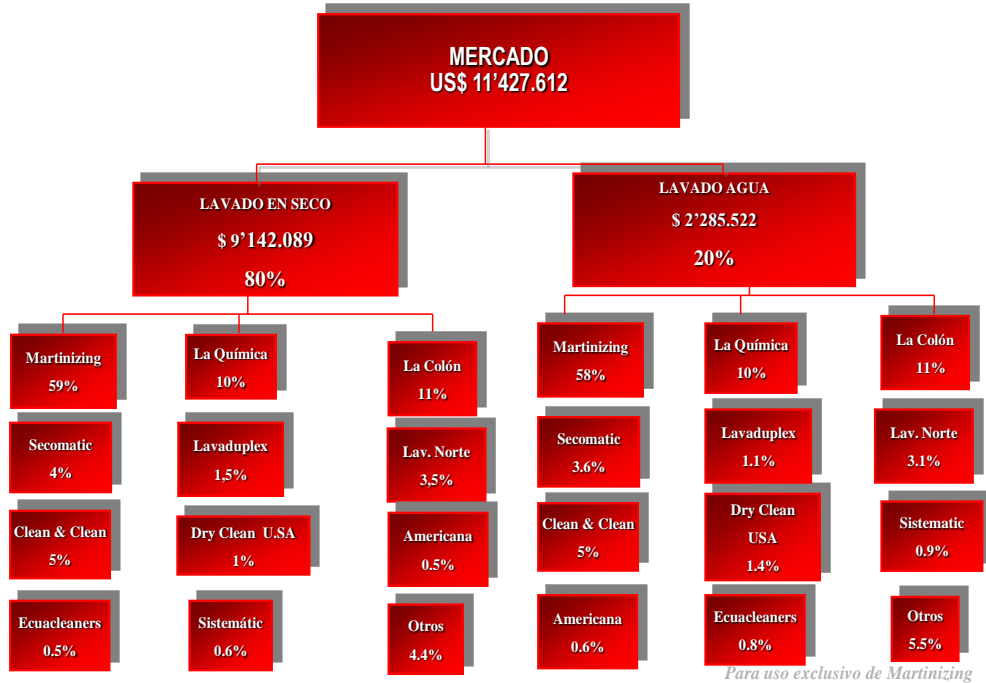 MERCADO
US$ 11’427.612
LAVADO EN SECO
$ 9’142.089
80%
LAVADO AGUA
$ 2’285.522
20%
Martinizing
59%
La Química
10%
La Colón
11%
Secomatic
4%
Lavaduplex
1,5%
Lav. Norte
3,5%
Clean & Clean
5%
Dry Clean U.SA
1%
Americana
0.5%
Ecuacleaners
0.5%
Sistemátic
0.6%
Otros
4.4%
Martinizing
58%
La Química
10%
La Colón
11%
Secomatic
3.6%
Lavaduplex
1.1%
Lav. Norte
3.1%
Clean & Clean
5%
Dry Clean
USA
1.4%
Sistematic
0.9%
Americana
0.6%
Ecuacleaners
0.8%
Otros
5.5%
Para uso exclusivo de Martinizing